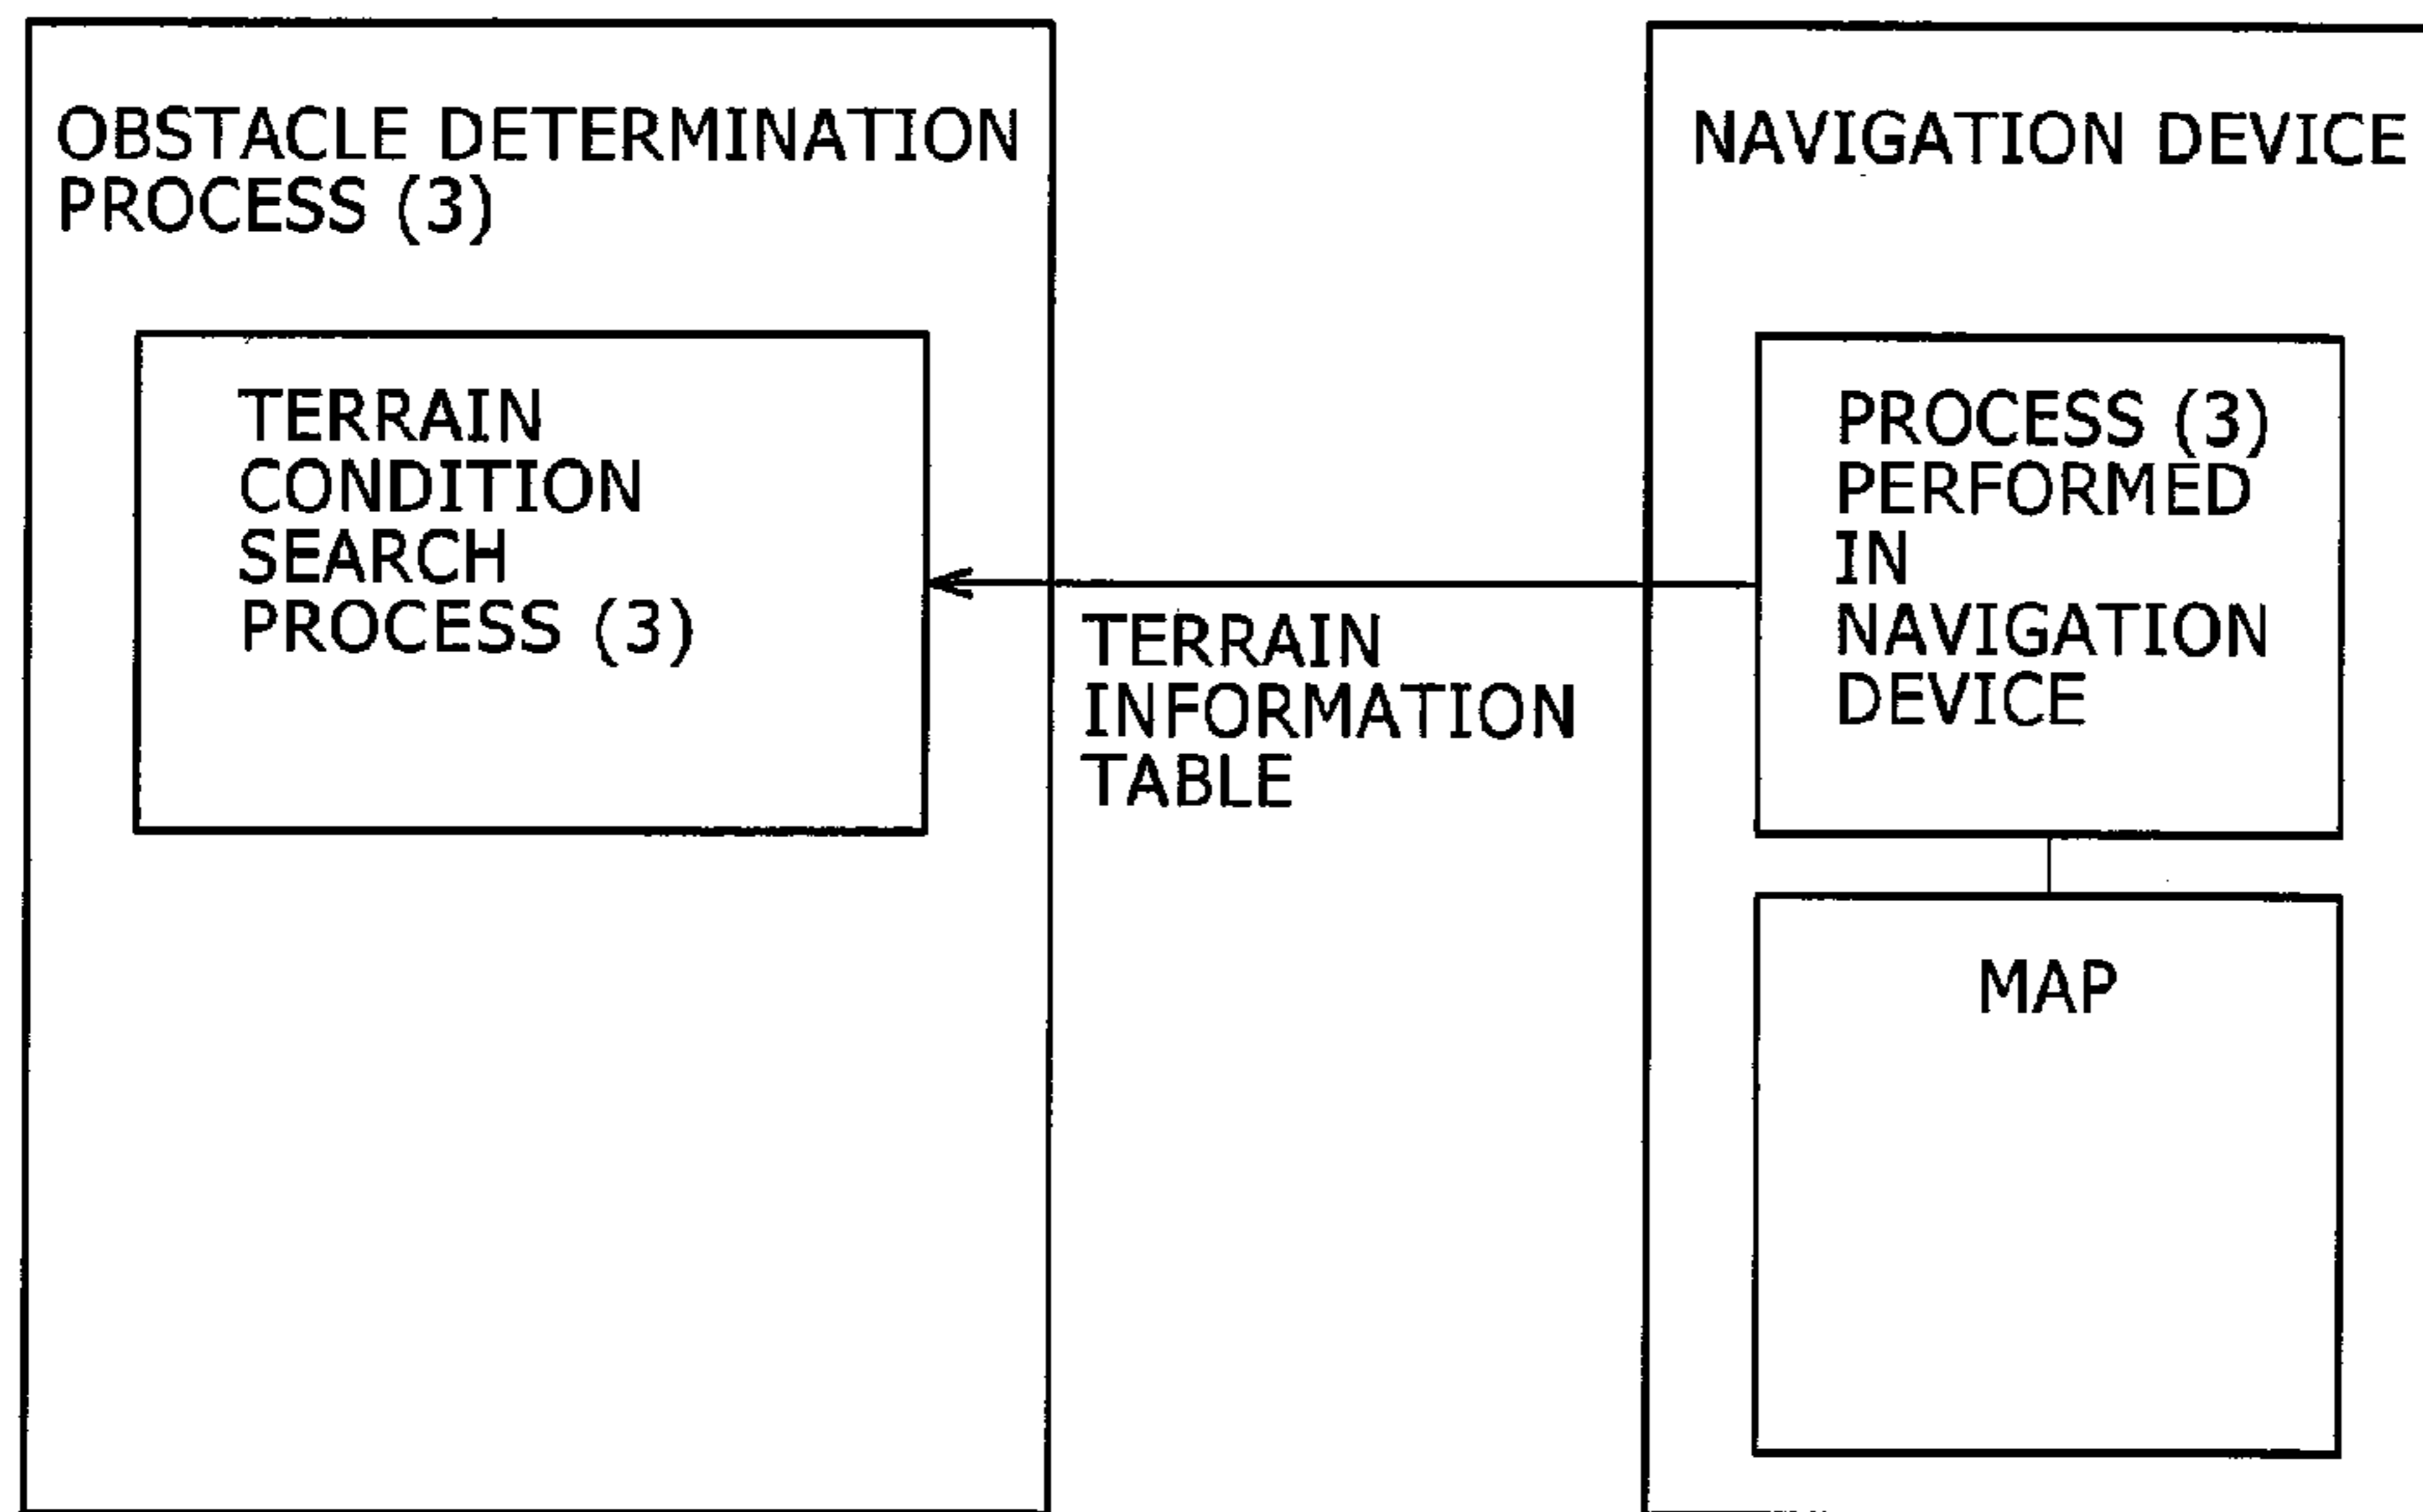 OBSTACLE DETERMINATION
PROCESS (3)
TERRAIN
CONDITION
SEARCH
PROCESS (3)
TERRAIN
INFORMATION
TABLE
NAVIGATION DEVICE
PROCESS (3)
PERFORMED
IN
NAVIGATION
DEVICE
MAP